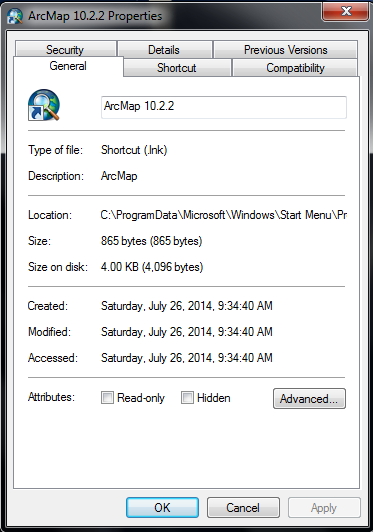 ArcMap 10.2.2 Properties
Security Details Previous Versions
General Shortcut Compatibility
ArcMap 10.2.2
Type of file: Shortcut (.lnk)
Description: ArcMap
Location: C:\ProgramData\Microsoft\Windows\Start Menu\Pr
Size: 865 bytes (865 bytes)
Size on disk: 4.00 KB (4,096 bytes)
Created: Saturday, July 26, 2014, 9:34:40 AM
Modified: Saturday, July 26, 2014, 9:34:40 AM
Accessed: Saturday, July 26, 2014, 9:34:40 AM
Attributes: Read-only Hidden Advanced...
OK Cancel Apply